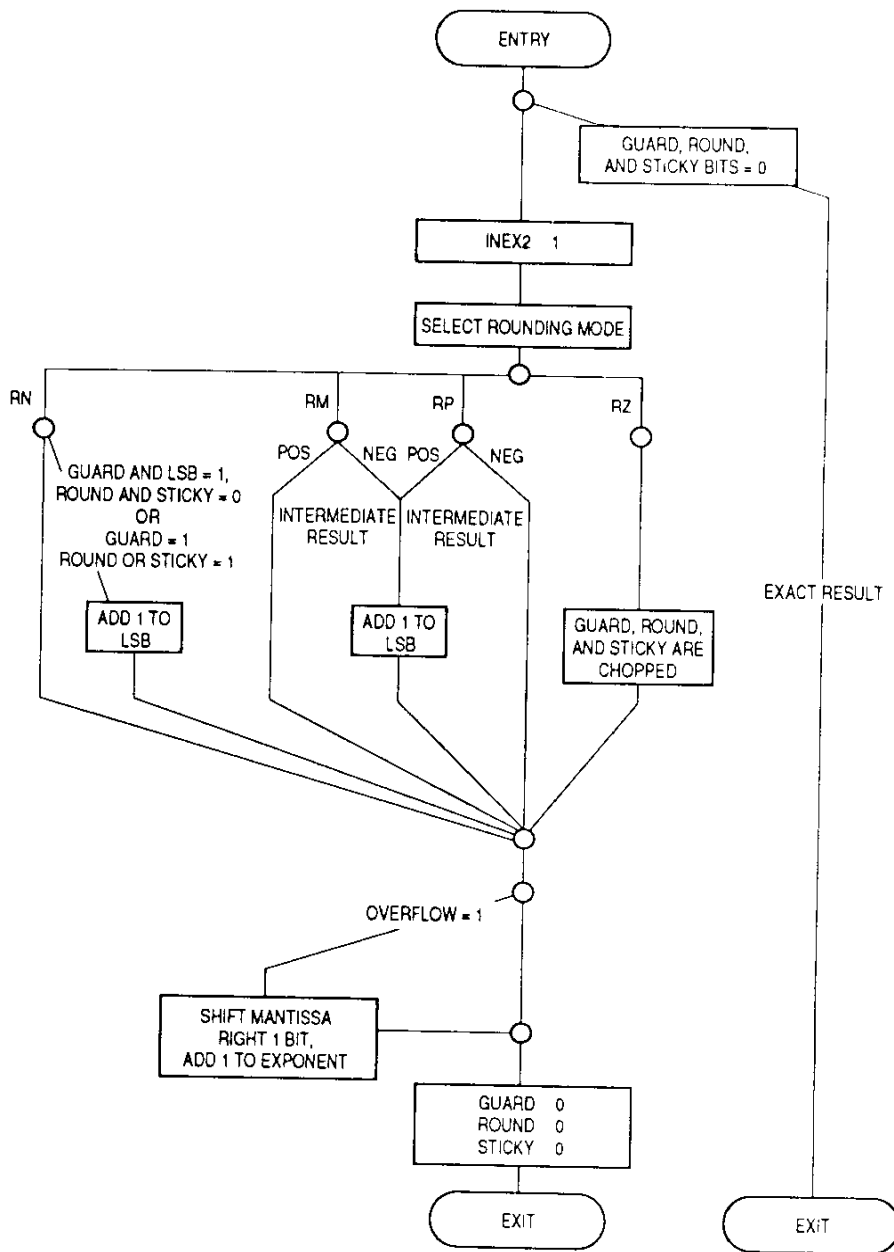 ENTRY
GUARD, ROUND,
AND STICKY BITS = 0
INEX2 1
SELECT ROUNDING MODE
RN
RM
RP
RZ
POS
NEG
POS
NEG
GUARD AND LSB = 1,
ROUND AND STICKY = 0
OR
GUARD = 1
ROUND OR STICKY = 1
INTERMEDIATE
RESULT
INTERMEDIATE
RESULT
ADD 1 TO
LSB
ADD 1 TO
LSB
GUARD, ROUND,
AND STICKY ARE
CHOPPED
EXACT RESULT
OVERFLOW = 1
SHIFT MANTISSA
RIGHT 1 BIT,
ADD 1 TO EXPONENT
GUARD 0
ROUND 0
STICKY 0
EXIT
EXIT